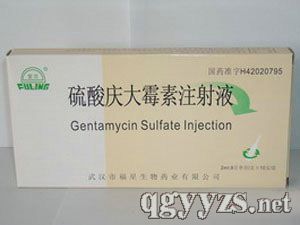 国药准字H42020795
FULING
硫酸庆大霉素注射液
Gentamycin Sulfate Injection
武汉市福星生物药业有限公司
qgyyzs.net